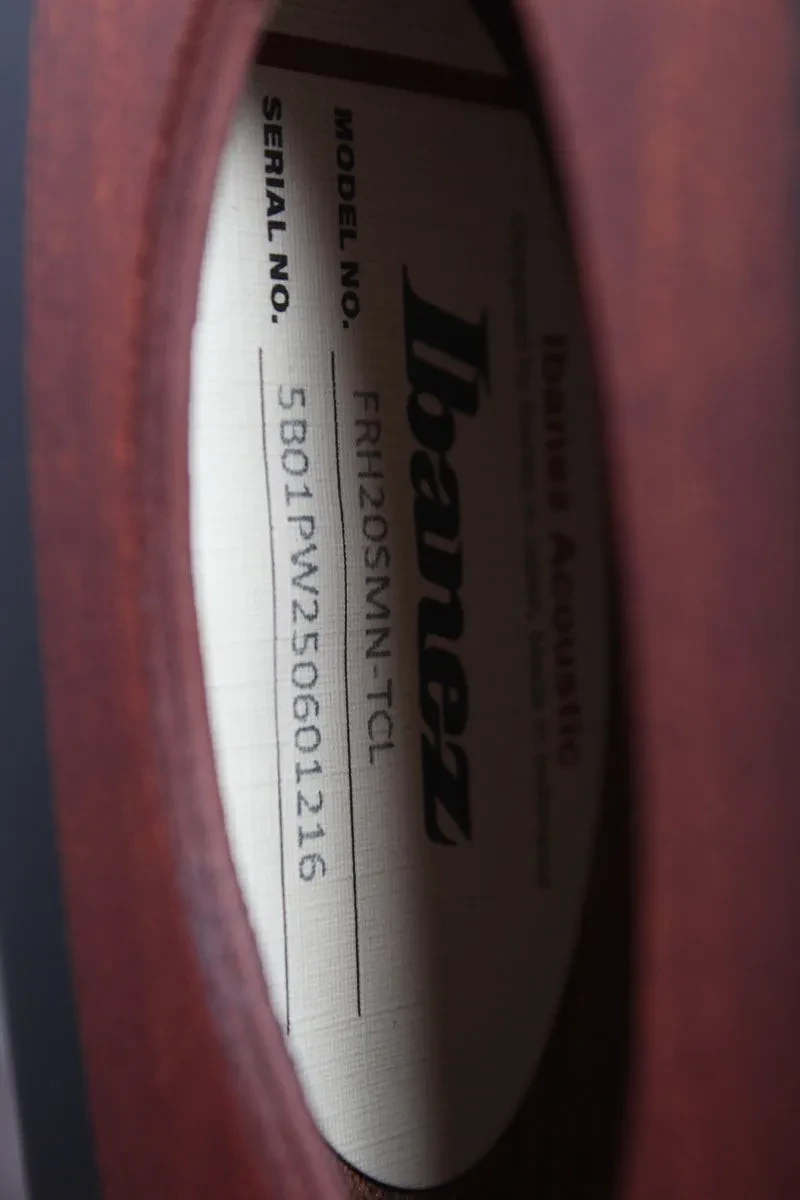 Ibanez Acoustic
Ibanez
MODEL NO. FRH20SMN-TCL
SERIAL NO. 5B01PW250601216